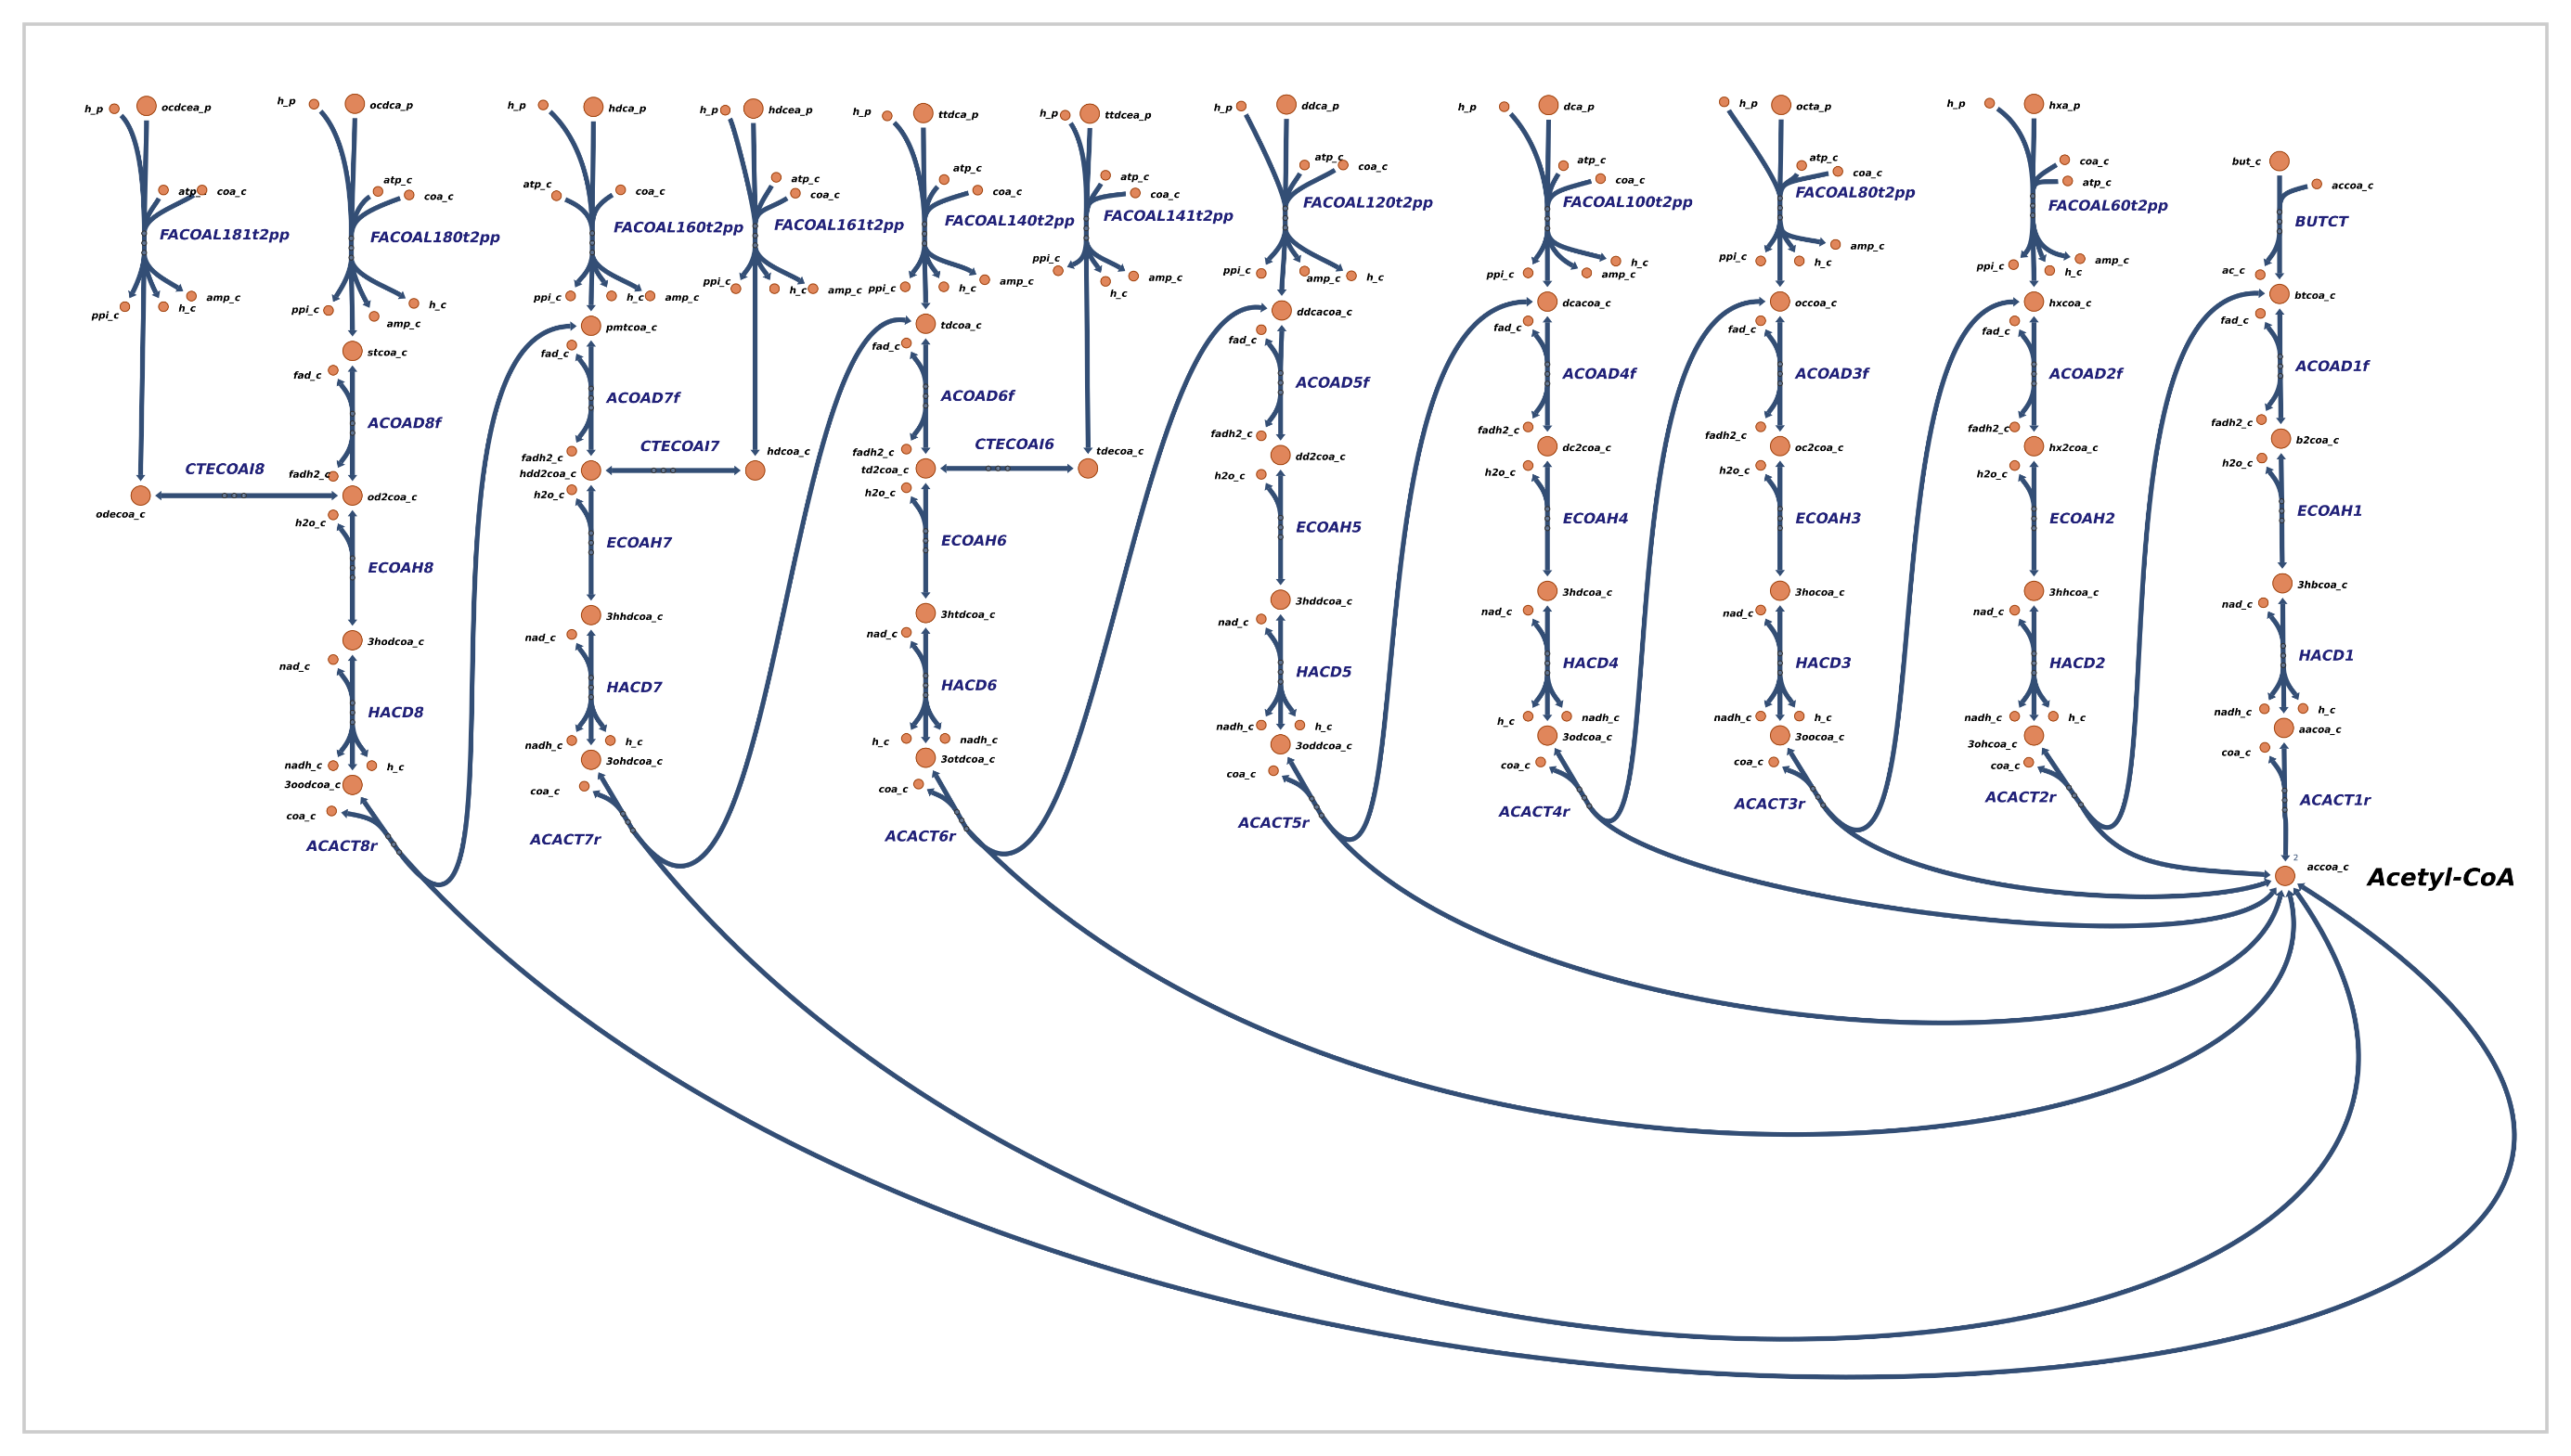 h_p
ocdcea_p
atp_c
coa_c
FACOAL181t2pp
ppi_c
h_c
amp_c
CTECOAI8
odecoa_c
h_p
ocdca_p
atp_c
coa_c
FACOAL180t2pp
ppi_c
amp_c
h_c
stcoa_c
fad_c
ACOAD8f
fadh2_c
od2coa_c
h2o_c
ECOAH8
3hodcoa_c
nad_c
HACD8
nadh_c
h_c
3oodcoa_c
coa_c
ACACT8r
h_p
hdca_p
atp_c
coa_c
FACOAL160t2pp
ppi_c
h_c
amp_c
pmtcoa_c
fad_c
ACOAD7f
fadh2_c
hdd2coa_c
h2o_c
ECOAH7
3hhdcoa_c
nad_c
HACD7
nadh_c
h_c
3ohdcoa_c
coa_c
ACACT7r
h_p
hdcea_p
atp_c
coa_c
FACOAL161t2pp
ppi_c
h_c
amp_c
CTECOAI7
hdcoa_c
h_p
ttdca_p
atp_c
coa_c
FACOAL140t2pp
ppi_c
h_c
amp_c
tdcoa_c
fad_c
ACOAD6f
fadh2_c
td2coa_c
h2o_c
ECOAH6
3htdcoa_c
nad_c
HACD6
h_c
nadh_c
3otdcoa_c
coa_c
ACACT6r
h_p
ttdcea_p
atp_c
coa_c
FACOAL141t2pp
ppi_c
h_c
amp_c
CTECOAI6
tdecoa_c
h_p
ddca_p
atp_c
coa_c
FACOAL120t2pp
ppi_c
amp_c
h_c
ddcacoa_c
fad_c
ACOAD5f
fadh2_c
dd2coa_c
h2o_c
ECOAH5
3hddcoa_c
nad_c
HACD5
nadh_c
h_c
3oddcoa_c
coa_c
ACACT5r
h_p
dca_p
atp_c
coa_c
FACOAL100t2pp
ppi_c
amp_c
h_c
dcacoa_c
fad_c
ACOAD4f
fadh2_c
dc2coa_c
h2o_c
ECOAH4
3hdcoa_c
nad_c
HACD4
h_c
nadh_c
3odcoa_c
coa_c
ACACT4r
h_p
octa_p
atp_c
coa_c
FACOAL80t2pp
ppi_c
h_c
amp_c
occoa_c
fad_c
ACOAD3f
fadh2_c
oc2coa_c
h2o_c
ECOAH3
3hocoa_c
nad_c
HACD3
nadh_c
h_c
3oocoa_c
coa_c
ACACT3r
h_p
hxa_p
coa_c
atp_c
FACOAL60t2pp
ppi_c
h_c
amp_c
hxcoa_c
fad_c
ACOAD2f
fadh2_c
hx2coa_c
h2o_c
ECOAH2
3hhcoa_c
nad_c
HACD2
nadh_c
h_c
3ohcoa_c
coa_c
ACACT2r
but_c
accoa_c
BUTCT
ac_c
btcoa_c
fad_c
ACOAD1f
fadh2_c
b2coa_c
h2o_c
ECOAH1
3hbcoa_c
nad_c
HACD1
nadh_c
h_c
aacoa_c
coa_c
ACACT1r
2
accoa_c
Acetyl-CoA